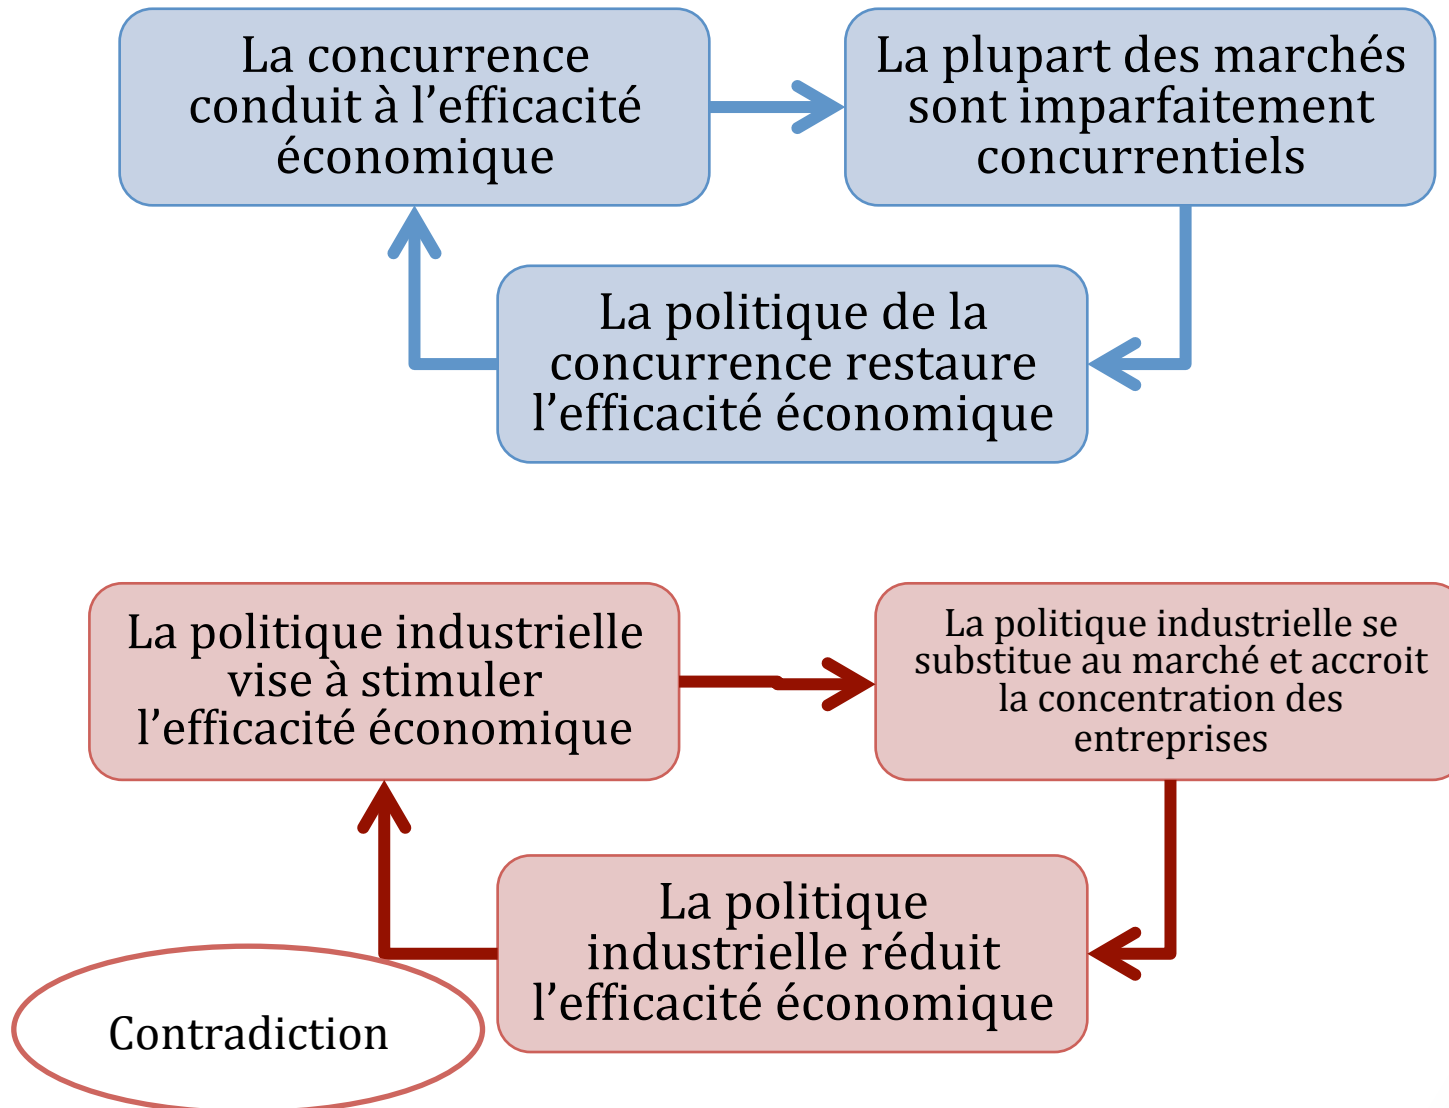 La concurrence
conduit à l’efficacité
économique
La plupart des marchés
sont imparfaitement
concurrentiels
La politique de la
concurrence restaure
l’efficacité économique
La politique industrielle
vise à stimuler
l’efficacité économique
La politique industrielle se
substitue au marché et accroit
la concentration des
entreprises
La politique
industrielle réduit
l’efficacité économique
Contradiction